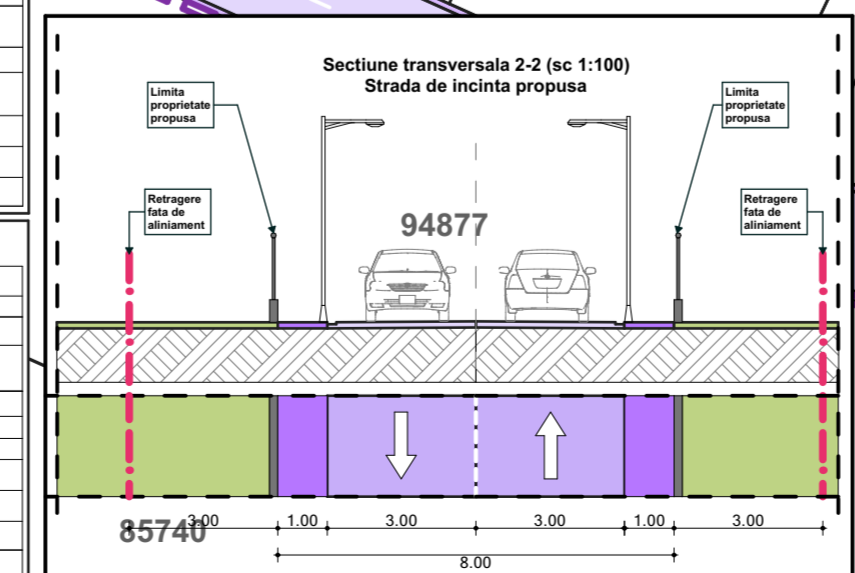 Sectiune transversala 2-2 (sc 1:100)
Strada de incinta propusa
Limita
proprietate
propusa
Limita
proprietate
propusa
Retragere
fata de
aliniament
Retragere
fata de
aliniament
94877
3.00
1.00
3.00
3.00
1.00
3.00
85740
8.00